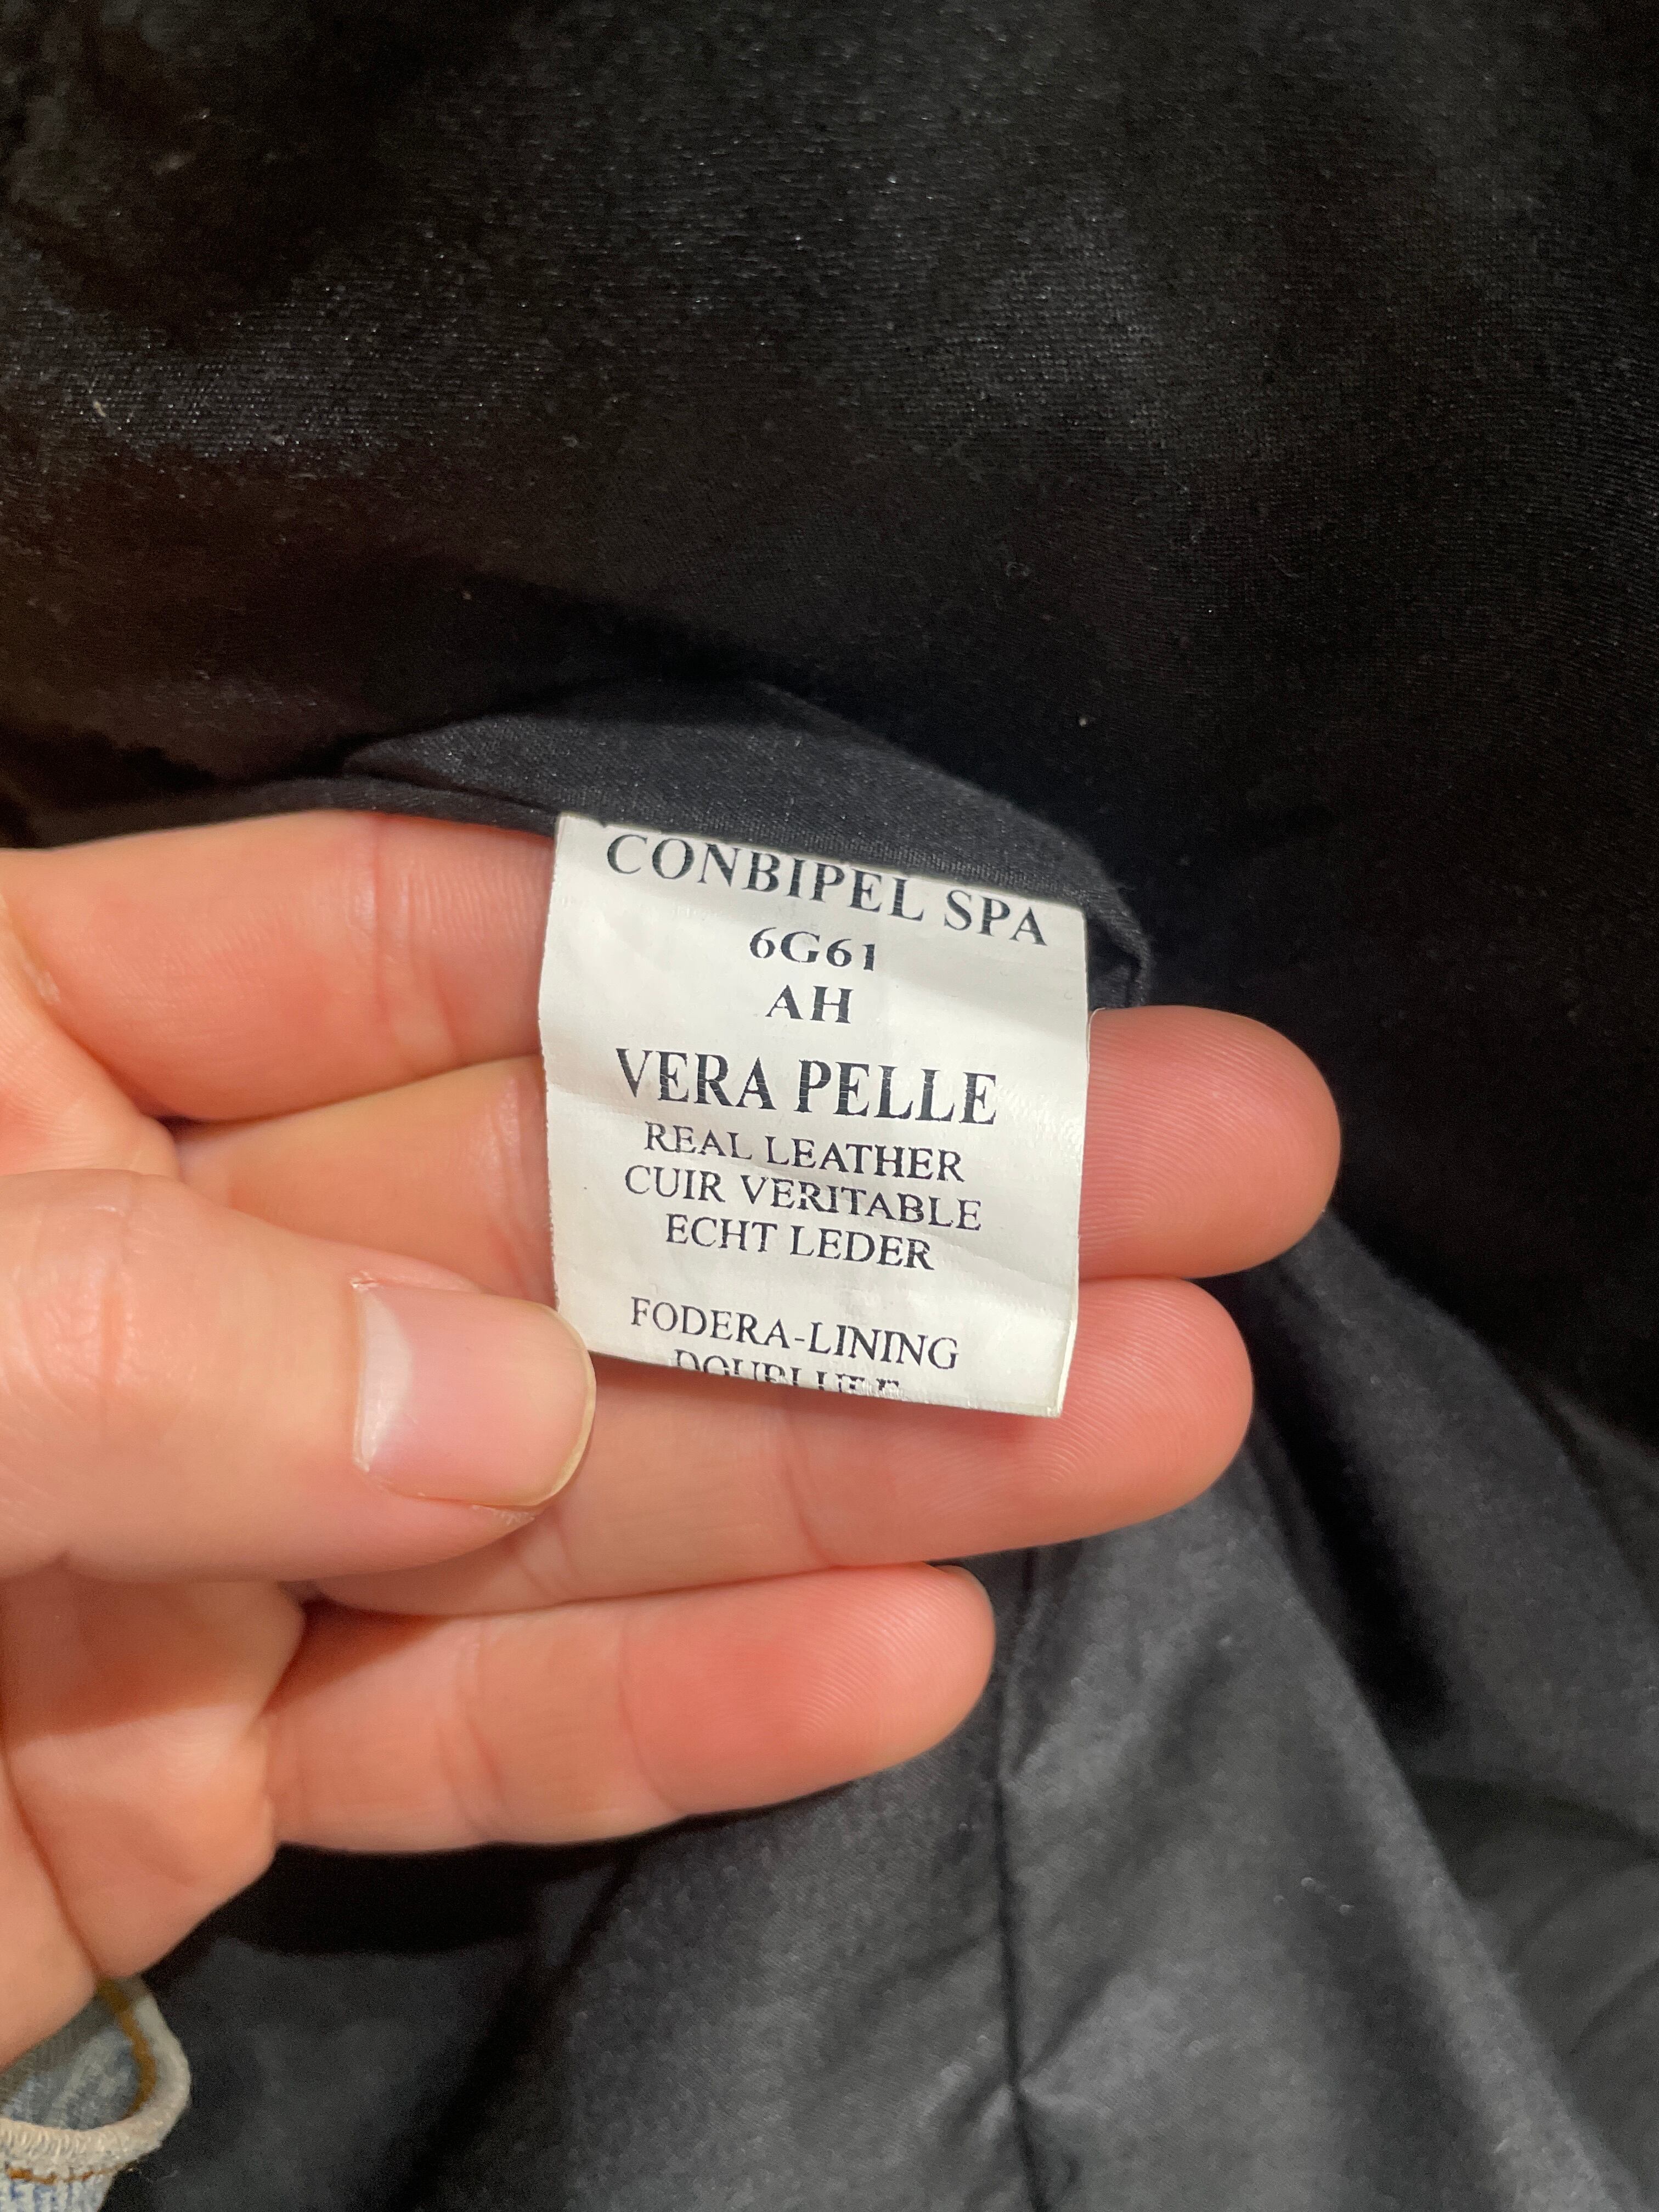 CONBIPEL SPA
6G61
AH
VERA PELLE
REAL LEATHER
CUIR VERITABLE
ECHT LEDER
FODERA-LINING